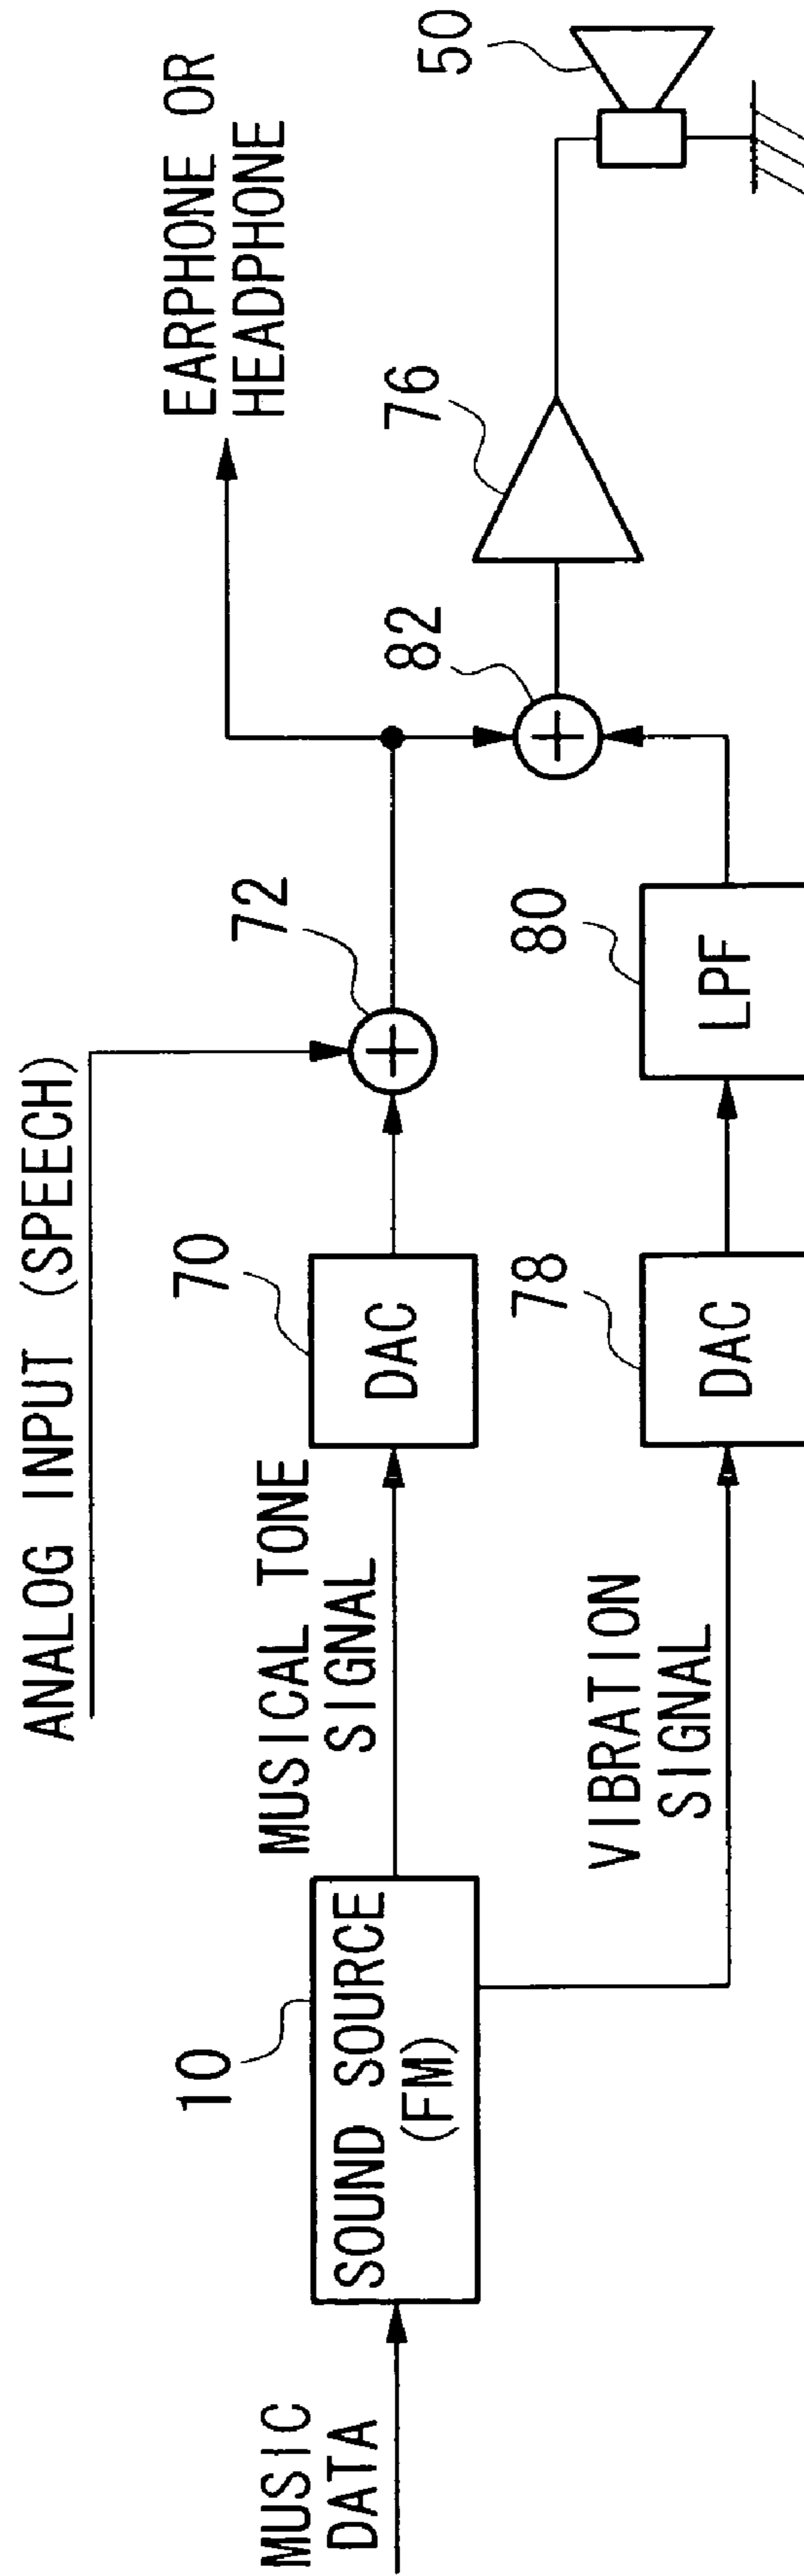 MUSIC
DATA
10
SOUND SOURCE
(FM)
ANALOG INPUT (SPEECH)
MUSICAL TONE
SIGNAL
VIBRATION
SIGNAL
70
DAC
78
DAC
72
80
LPF
82
EARPHONE OR
HEADPHONE
76
50